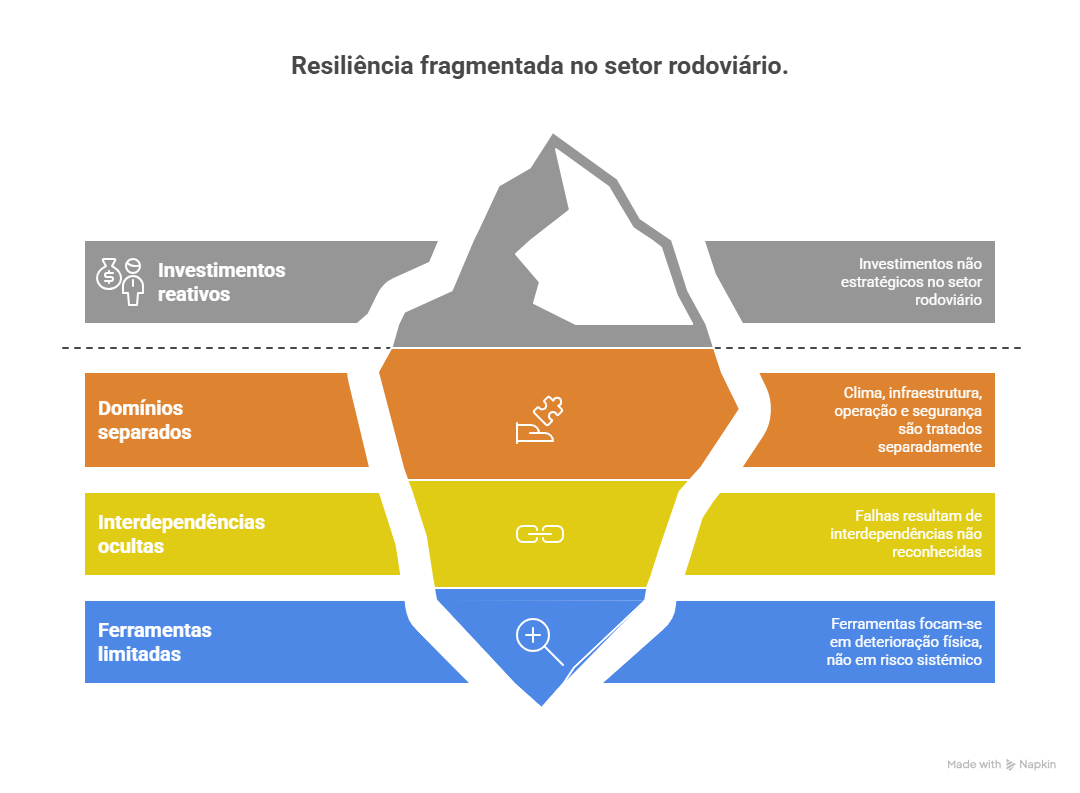 Resiliência fragmentada no setor rodoviário.
Investimentos
reativos
Investimentos não
estratégicos no setor
rodoviário
Domínios
separados
Clima, infraestrutura,
operação e segurança
são tratados
separadamente
Interdependências
ocultas
Falhas resultam de
interdependências não
reconhecidas
Ferramentas
limitadas
Ferramentas focam-se
em deterioração física,
não em risco sistémico
Made with Napkin